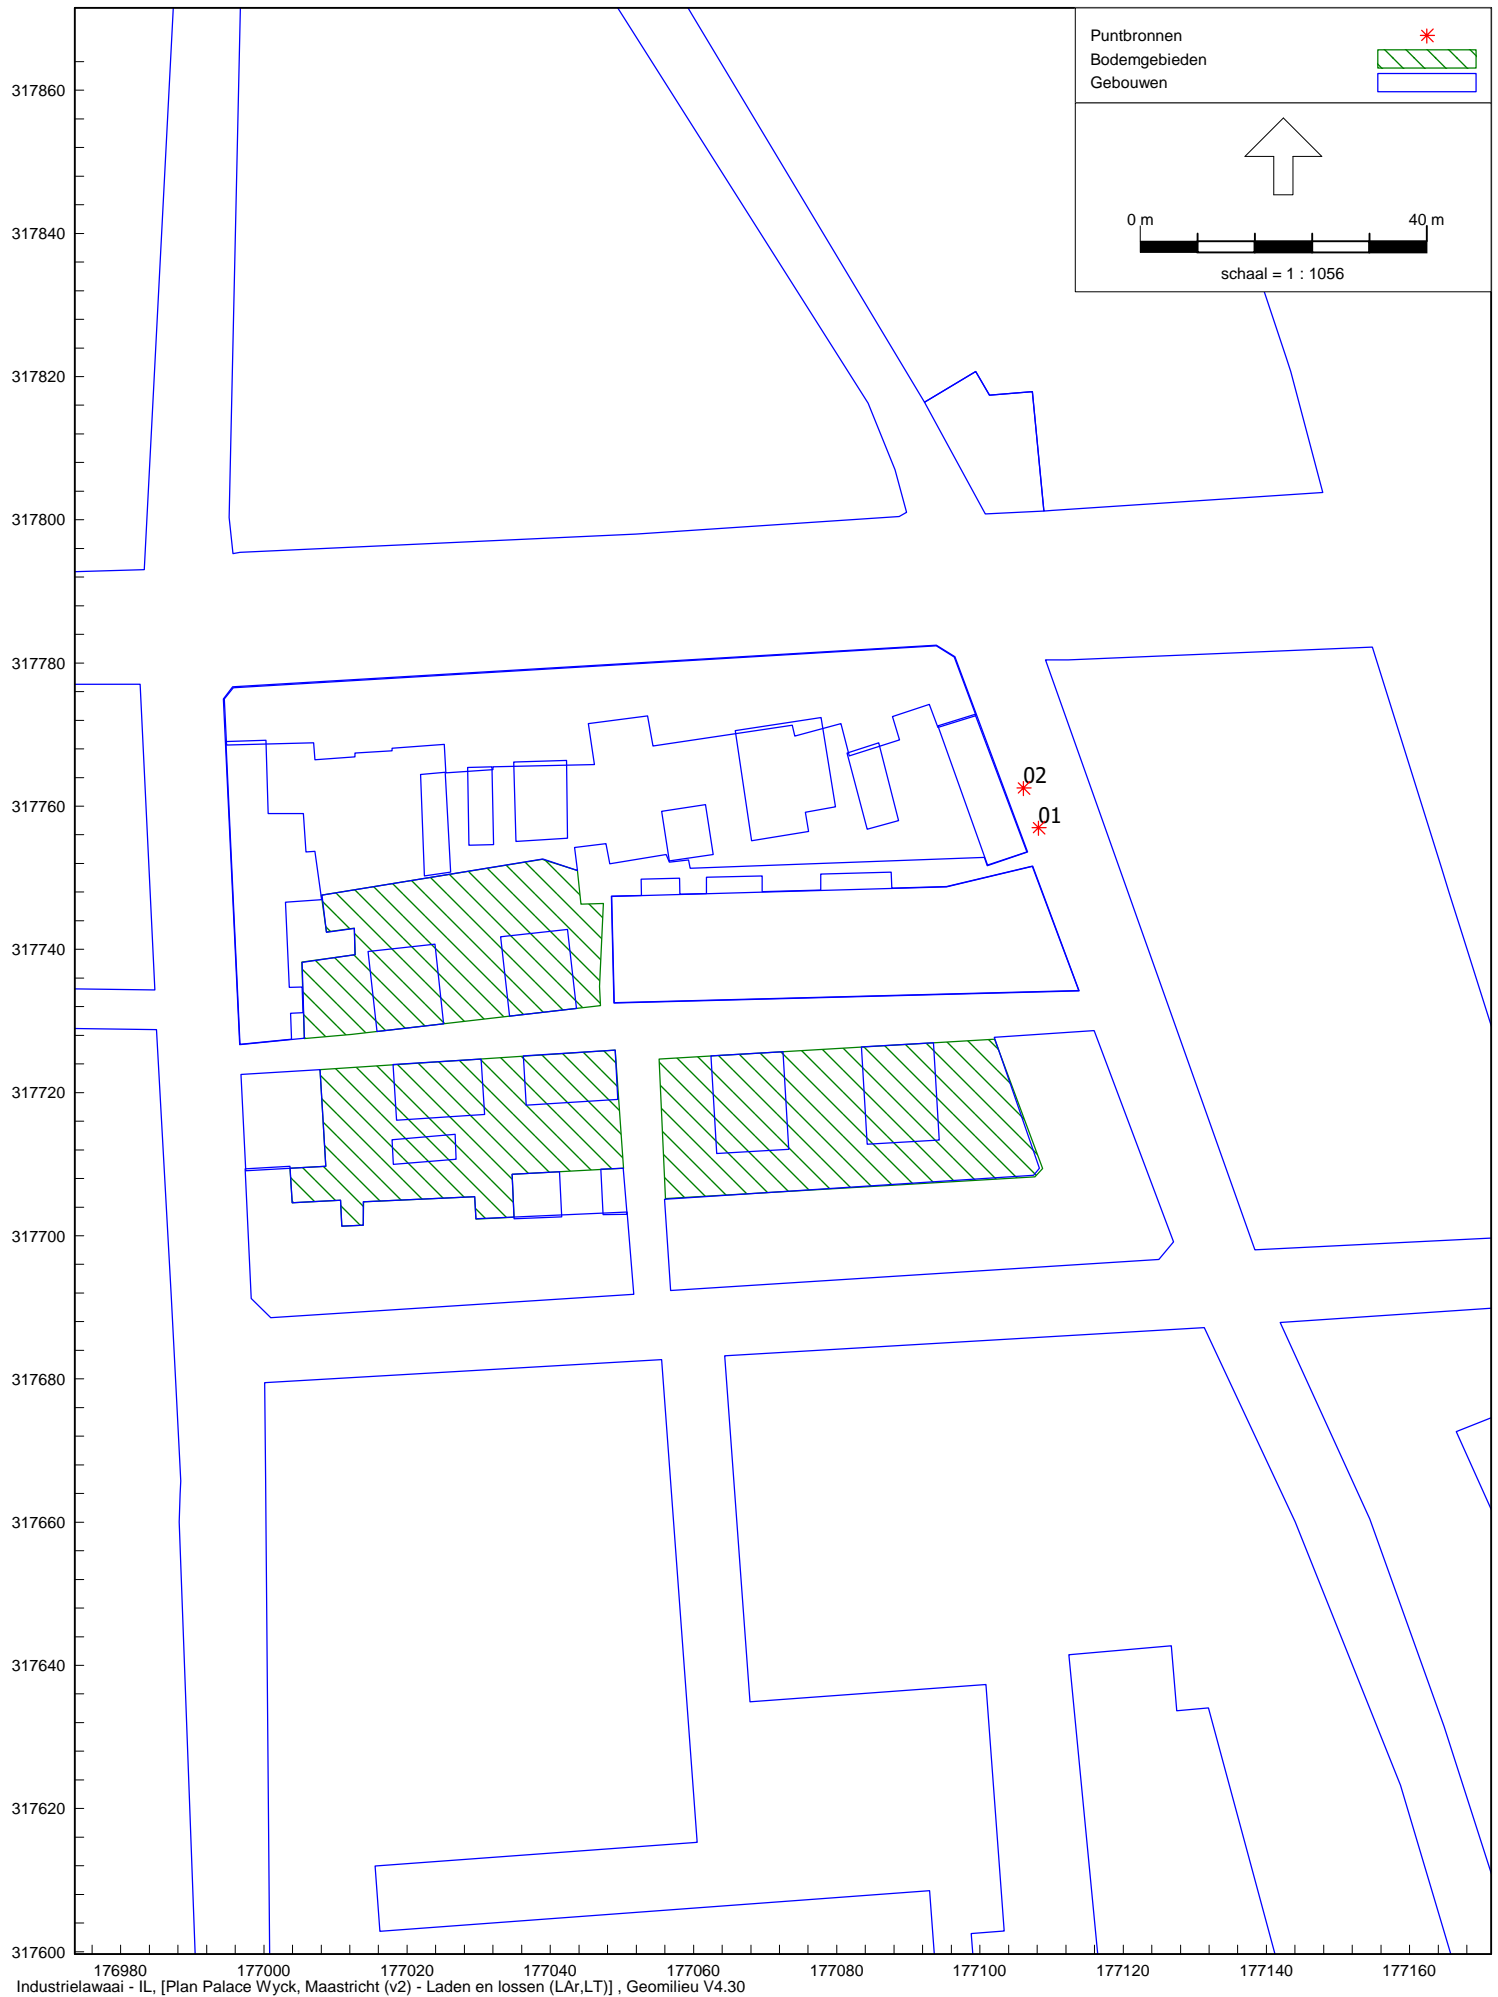 Puntbronnen
Bodemgebieden
Gebouwen
0 m 40 m
schaal = 1 : 1056
317860
317840
317820
317800
317780
317760
317740
317720
317700
317680
317660
317640
317620
317600
02
01
176980 177000 177020 177040 177060 177080 177100 177120 177140 177160
Industrielawaai - IL, [Plan Palace Wyck, Maastricht (v2) - Laden en lossen (LAr,LT)] , Geomilieu V4.30